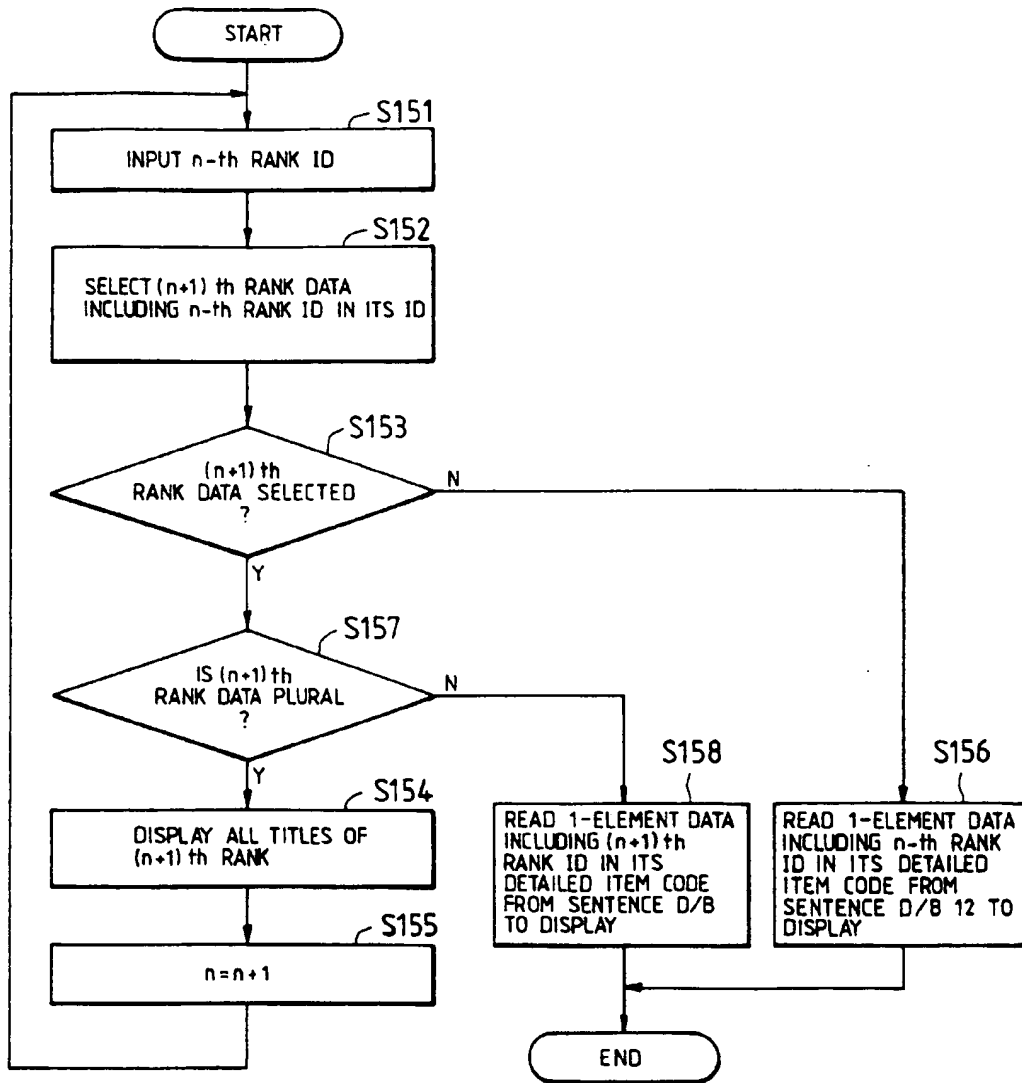 START
S151
INPUT n-th RANK ID
S152
SELECT (n+1) th RANK DATA
INCLUDING n-th RANK ID IN ITS ID
S153
(n+1) th
RANK DATA SELECTED
?
N
Y
S157
IS (n+1) th
RANK DATA PLURAL
?
N
Y
S154
DISPLAY ALL TITLES OF
(n+1) th RANK
S155
n=n+1
S158
READ 1-ELEMENT DATA
INCLUDING (n+1) th
RANK ID IN ITS
DETAILED ITEM CODE
FROM SENTENCE D/B
TO DISPLAY
S156
READ 1-ELEMENT DATA
INCLUDING n-th RANK
ID IN ITS DETAILED
ITEM CODE FROM
SENTENCE D/B 12 TO
DISPLAY
END